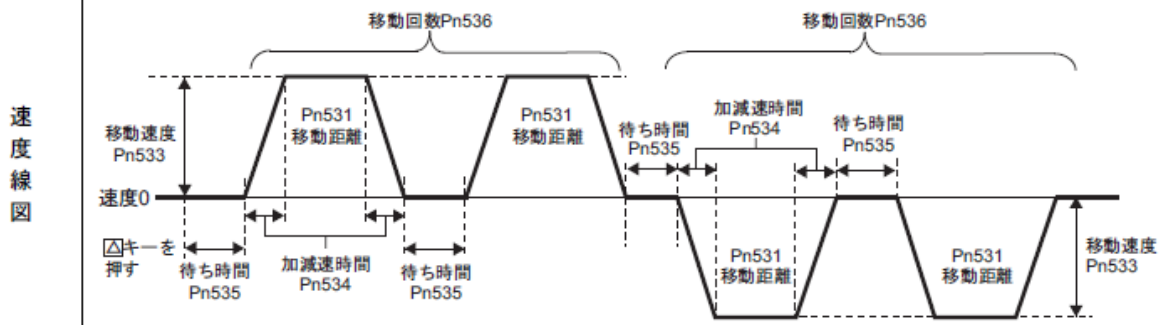 速度線図
移動回数Pn536
移動回数Pn536
移動速度
Pn533
Pn531
移動距離
Pn531
移動距離
待ち時間
Pn535
加減速時間
Pn534
待ち時間
Pn535
速度0
△キーを
押す
待ち時間
Pn535
加減速時間
Pn534
待ち時間
Pn535
Pn531
移動距離
Pn531
移動距離
移動速度
Pn533